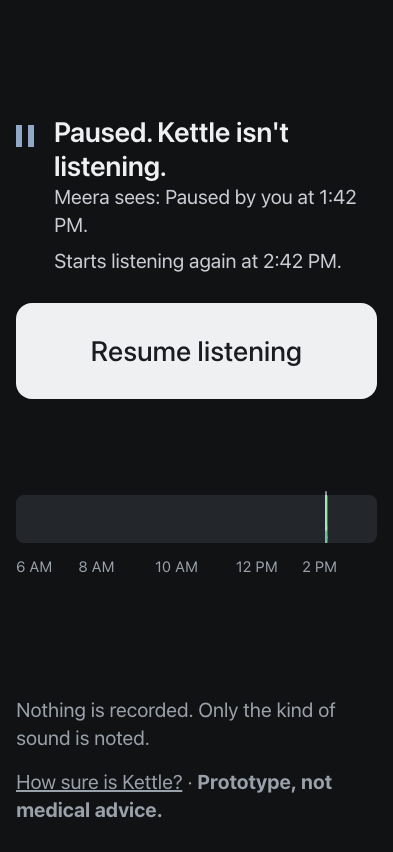 Paused. Kettle isn't
listening.
Meera sees: Paused by you at 1:42
PM.
Starts listening again at 2:42 PM.
Resume listening
6 AM 8 AM 10 AM 12 PM 2 PM
Nothing is recorded. Only the kind of
sound is noted.
How sure is Kettle? · Prototype, not
medical advice.